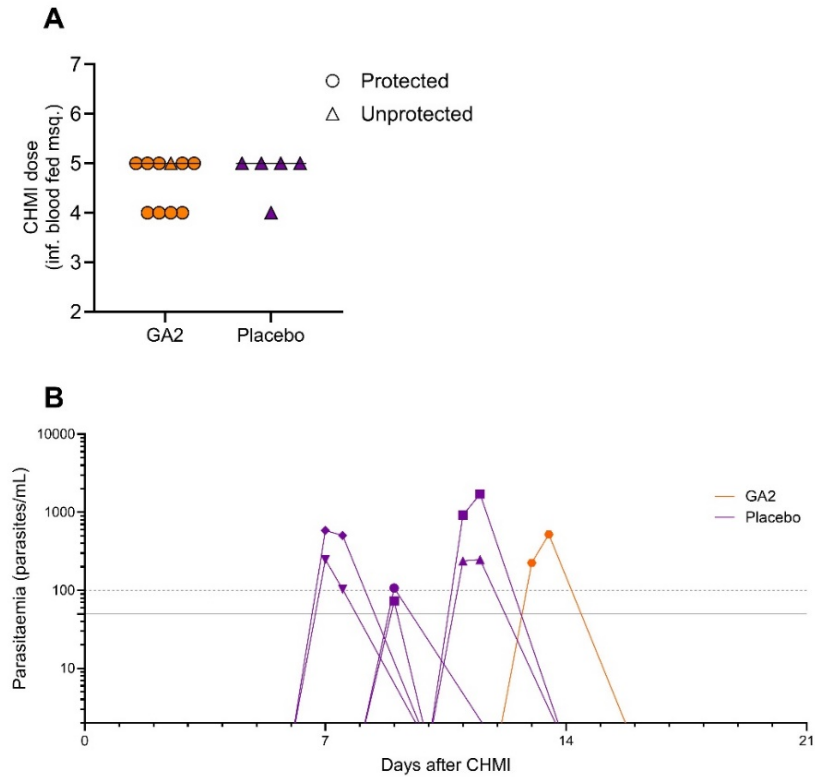 A
7
6
5
4
3
2
CHMI dose
(inf. blood fed msq.)
Protected
Unprotected
GA2
Placebo
B
10000
1000
100
10
Parasitaemia (parasites/mL)
GA2
Placebo
0
7
14
21
Days after CHMI